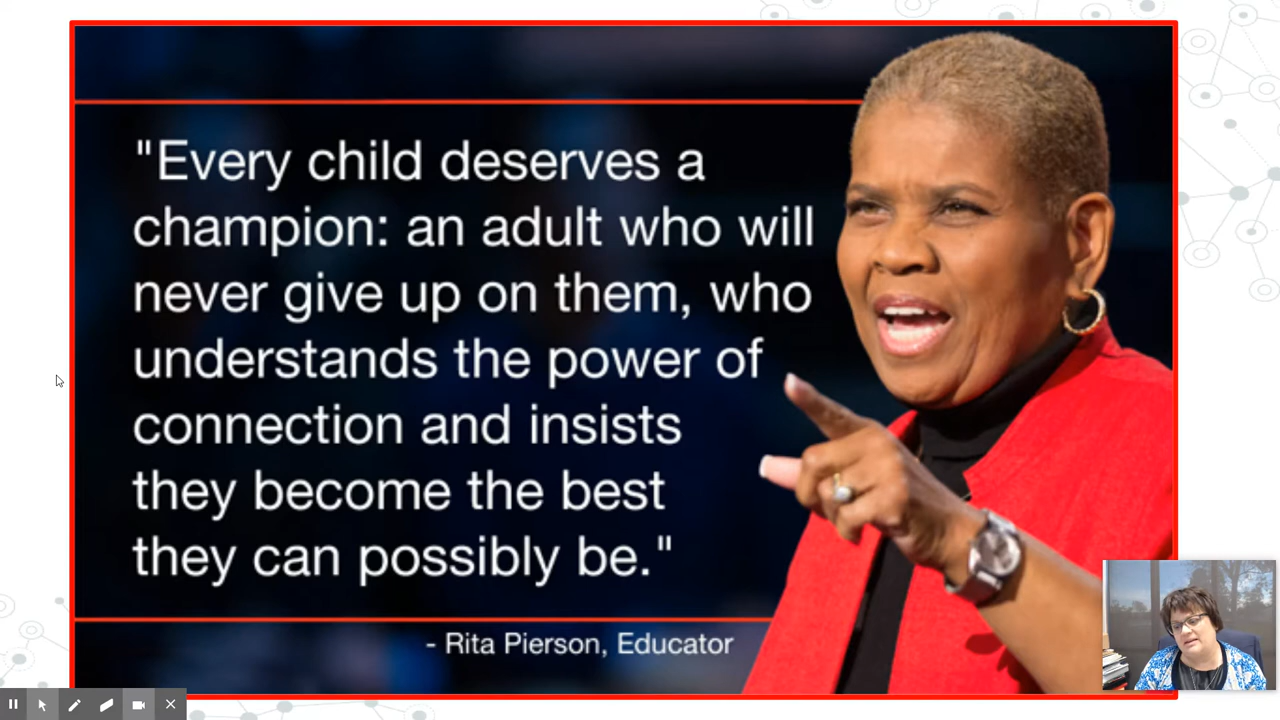 "Every child deserves a
champion: an adult who will
never give up on them, who
understands the power of
connection and insists
they become the best
they can possibly be."
- Rita Pierson, Educator